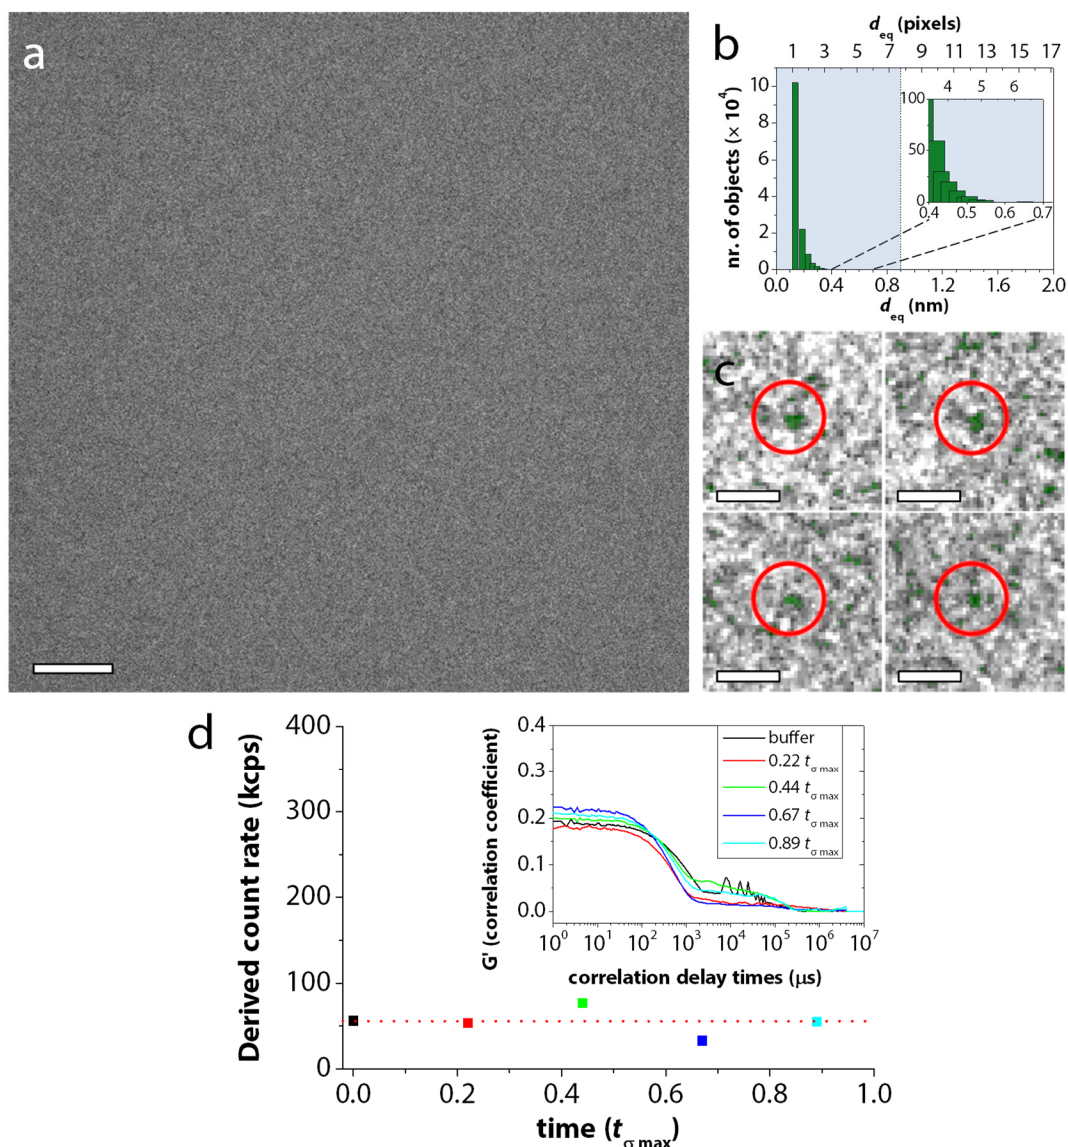 a
b
d_eq (pixels)
1 3 5 7 9 11 13 15 17
nr. of objects (× 10^4)
10
8
6
4
2
0
0.0 0.4 0.8 1.2 1.6 2.0
d_eq (nm)
4 5 6
100
50
0
0.4 0.5 0.6 0.7
c
d
Derived count rate (kcps)
400
300
200
100
0
0.0 0.2 0.4 0.6 0.8 1.0
time (t_σ max)
G' (correlation coefficient)
0.4
0.3
0.2
0.1
0.0
10^0 10^1 10^2 10^3 10^4 10^5 10^6 10^7
correlation delay times (μs)
buffer
0.22 t_σ max
0.44 t_σ max
0.67 t_σ max
0.89 t_σ max